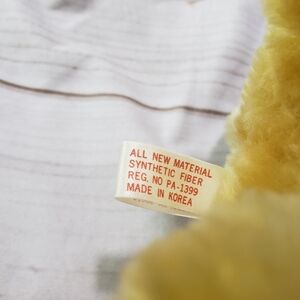 ALL NEW MATERIAL
SYNTHETIC FIBER
REG. NO PA-1399
MADE IN KOREA